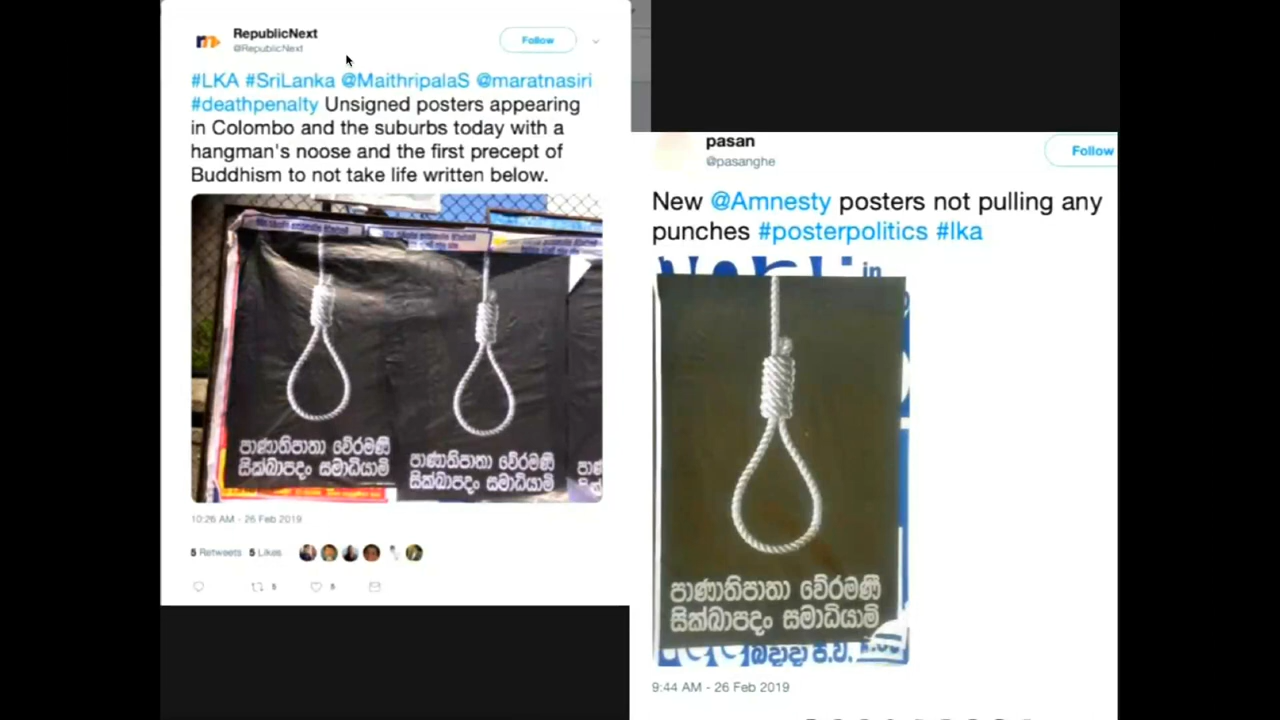 RepublicNext
@RepublicNext
Follow
#LKA #SriLanka @MaithripalaS @maratnasiri
#deathpenalty Unsigned posters appearing
in Colombo and the suburbs today with a
hangman's noose and the first precept of
Buddhism to not take life written below.
පාණාතිපාතා වේරමණී
සික්ඛාපදං සමාධියාමි
පාණාතිපාතා වේරමණී
සික්ඛාපදං සමාධියාමි
10:26 AM - 26 Feb 2019
5 Retweets 5 Likes
5 5
pasan
@pasanghe
Follow
New @Amnesty posters not pulling any
punches #posterpolitics #lka
in
පාණාතිපාතා වේරමණී
සික්ඛාපදං සමාධියාමි
9:44 AM - 26 Feb 2019